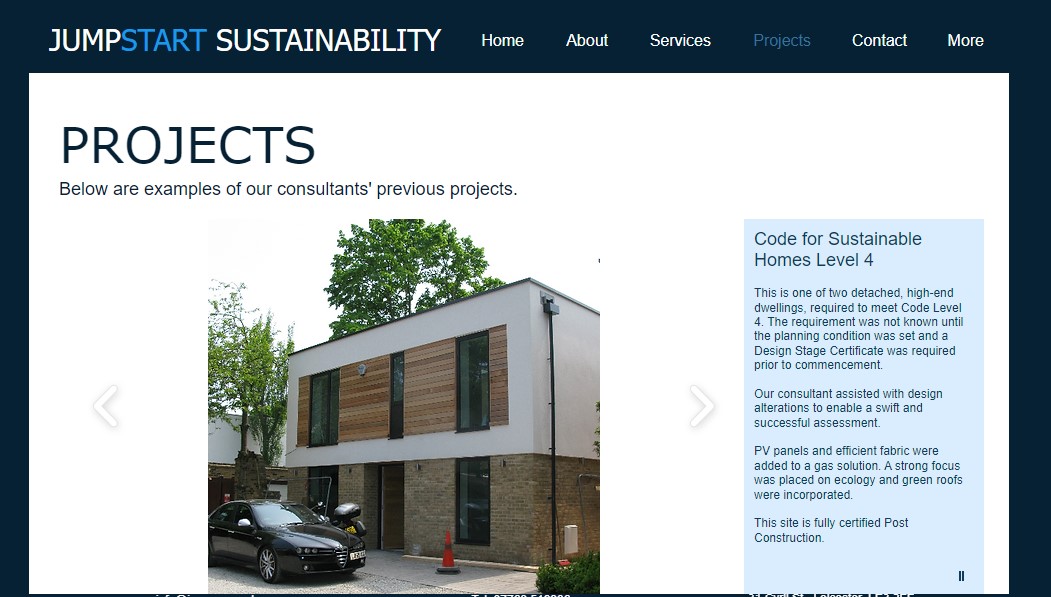 JUMPSTART SUSTAINABILITY
Home About Services Projects Contact More
PROJECTS
Below are examples of our consultants' previous projects.
Code for Sustainable
Homes Level 4
This is one of two detached, high-end
dwellings, required to meet Code Level
4. The requirement was not known until
the planning condition was set and a
Design Stage Certificate was required
prior to commencement.
Our consultant assisted with design
alterations to enable a swift and
successful assessment.
PV panels and efficient fabric were
added to a gas solution. A strong focus
was placed on ecology and green roofs
were incorporated.
This site is fully certified Post
Construction.